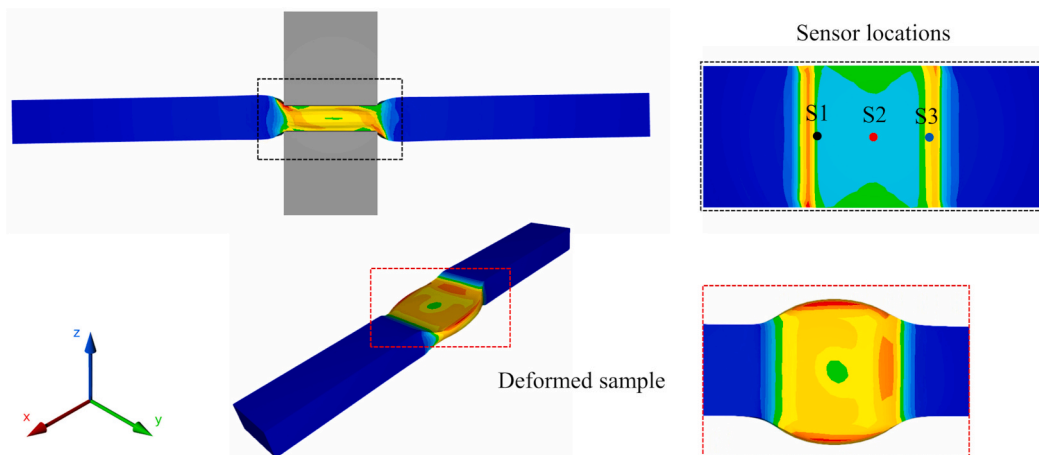 Sensor locations
S1 S2 S3
Deformed sample
z
x y